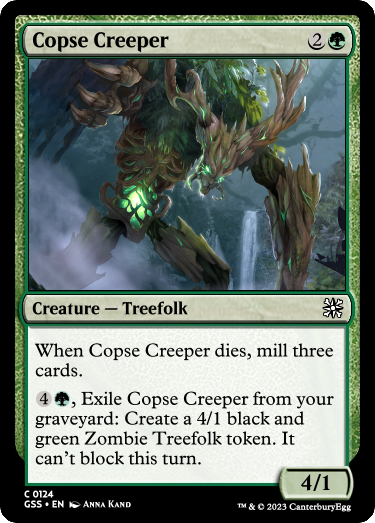 Copse Creeper 2
Creature — Treefolk
When Copse Creeper dies, mill three
cards.
4, Exile Copse Creeper from your
graveyard: Create a 4/1 black and
green Zombie Treefolk token. It
can't block this turn.
4/1
C 0124
GSS • EN Anna Kand
™ & © 2023 CanterburyEgg